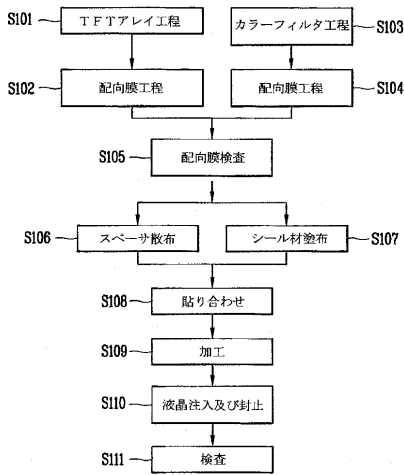 S101 TFTアレイ工程
カラーフィルタ工程 S103
S102 配向膜工程
配向膜工程 S104
S105 配向膜検査
S106 スペーサ散布
シール材塗布 S107
S108 貼り合わせ
S109 加工
S110 液晶注入及び封止
S111 検査